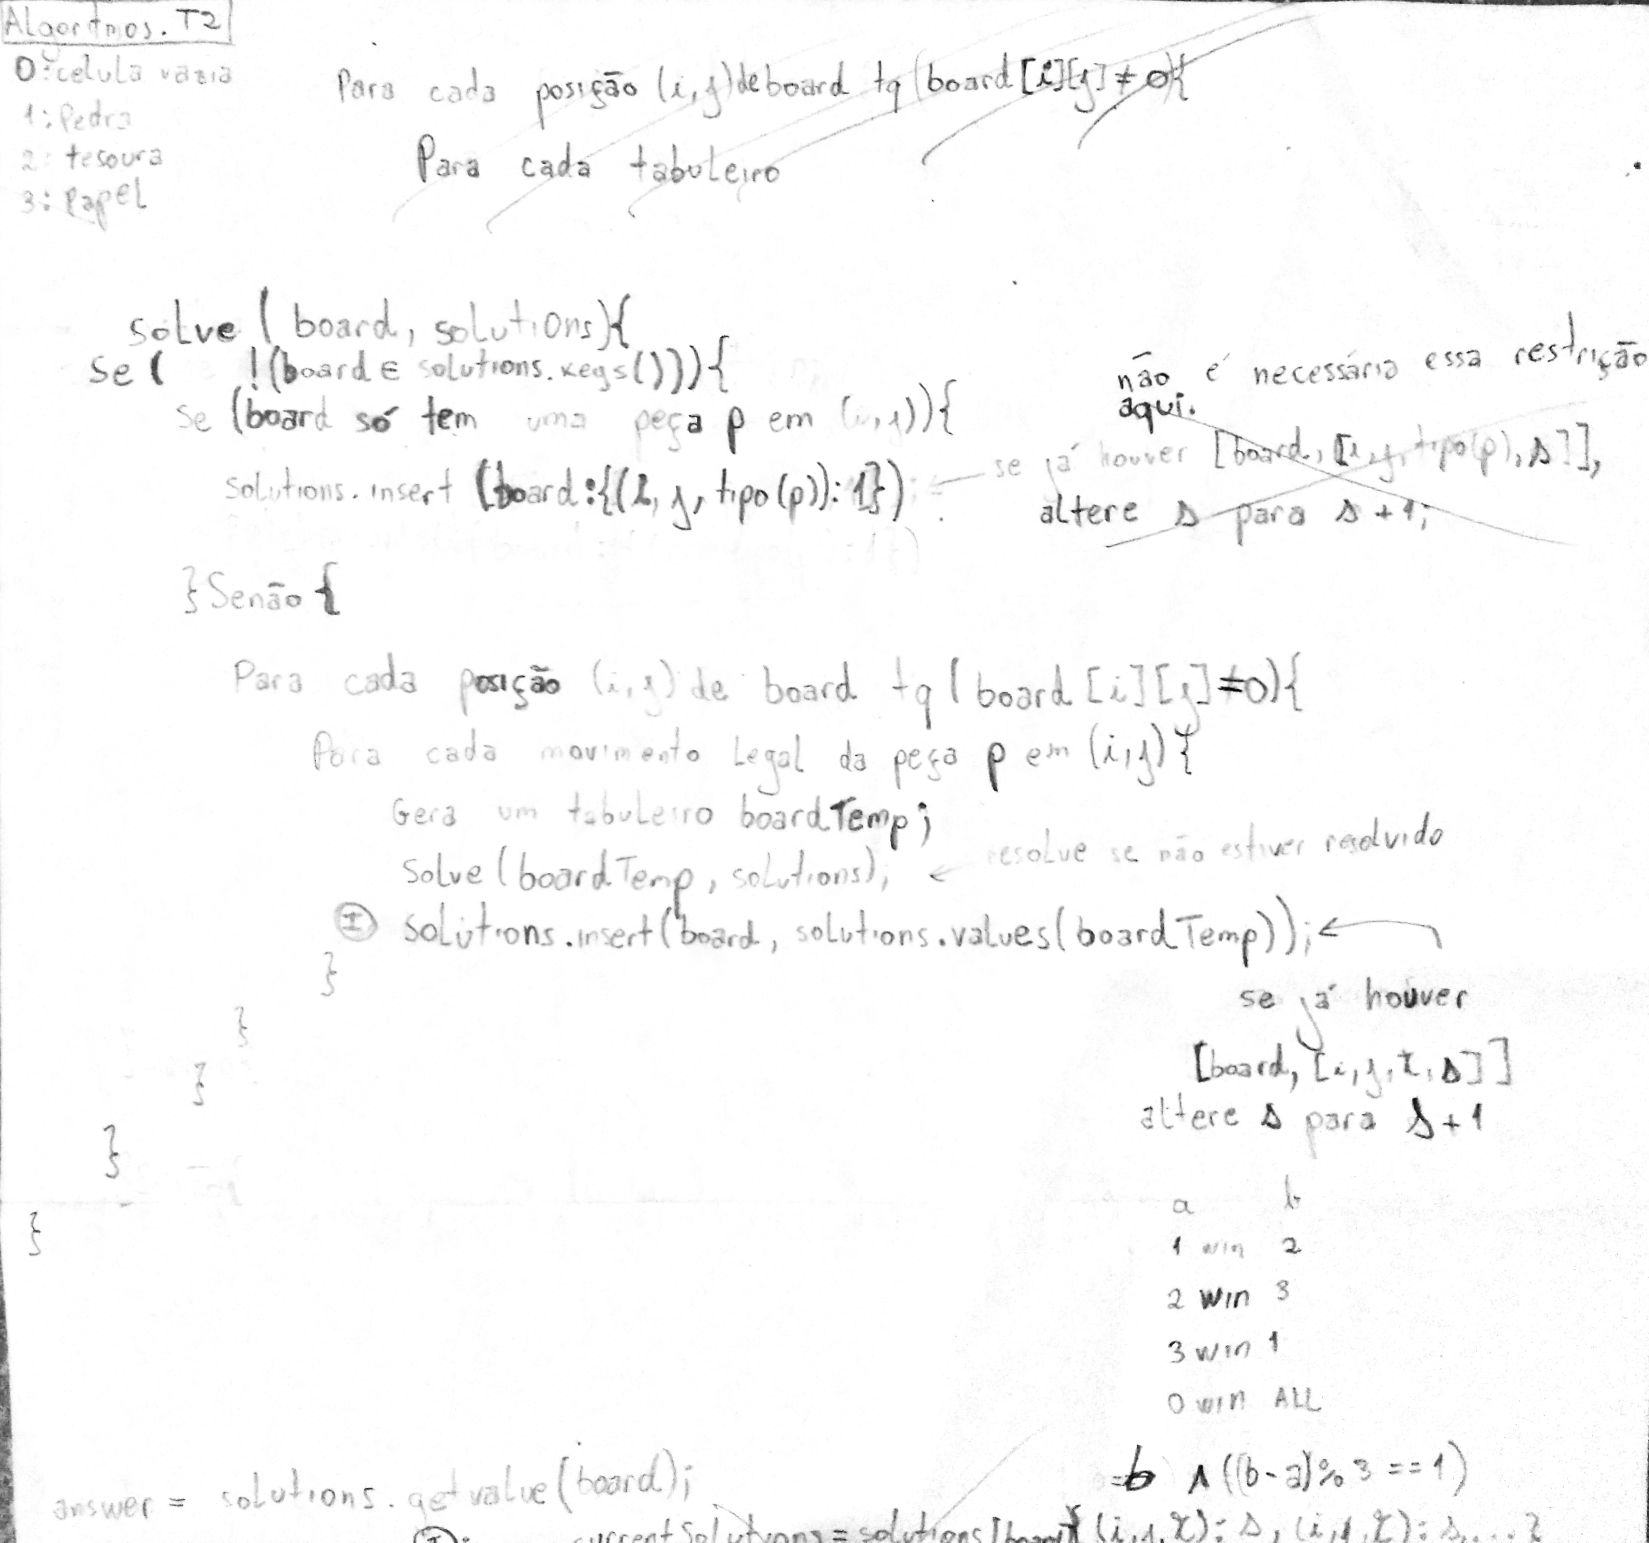 Algoritmos. T2
0: celula vazia
1: Pedra
2: tesoura
3: Papel
Para cada posição (i,j) de board tq (board[i][j] ≠ 0){
Para cada tabuleiro
solve ( board, solutions){
se ( !(board ∈ solutions.keys())){
se (board só tem uma peça p em (i,j)){
solutions.insert (board:{(i, j, tipo(p)): 1});
não é necessária essa restrição
aqui.
se já houver [board, [i, j, tipo(p), s]],
altere s para s + 1;
} Senão {
Para cada posição (i,j) de board tq ( board [i] [j] ≠ 0){
Para cada movimento Legal da peça p em (i,j) {
Gera um tabuleiro boardTemp;
Solve (boardTemp, solutions); ← resolve se não estiver resolvido
I solutions.insert(board, solutions.values(boardTemp)); ←
}
se já houver
[board, [i, j, t, s]]
altere s para s + 1
}
}
}
}
a b
1 win 2
2 win 3
3 win 1
0 win ALL
b ∧ ((b-a)%3 == 1)
answer = solutions.getvalue(board);
I: currentSolutions = solutions[board]